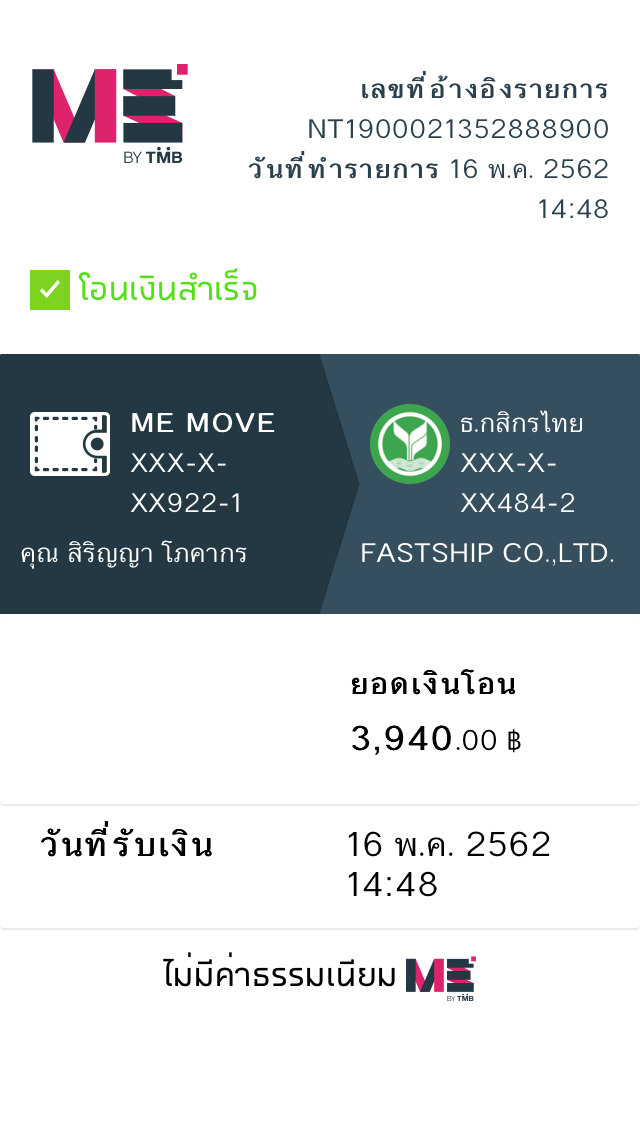 ME
BY TMB
เลขที่อ้างอิงรายการ
NT1900021352888900
วันที่ทำรายการ 16 พ.ค. 2562
14:48
โอนเงินสำเร็จ
ME MOVE
XXX-X-
XX922-1
คุณ สิริญญา โภคากร
ธ.กสิกรไทย
XXX-X-
XX484-2
FASTSHIP CO.,LTD.
ยอดเงินโอน
3,940.00 ฿
วันที่รับเงิน
16 พ.ค. 2562
14:48
ไม่มีค่าธรรมเนียม ME
BY TMB